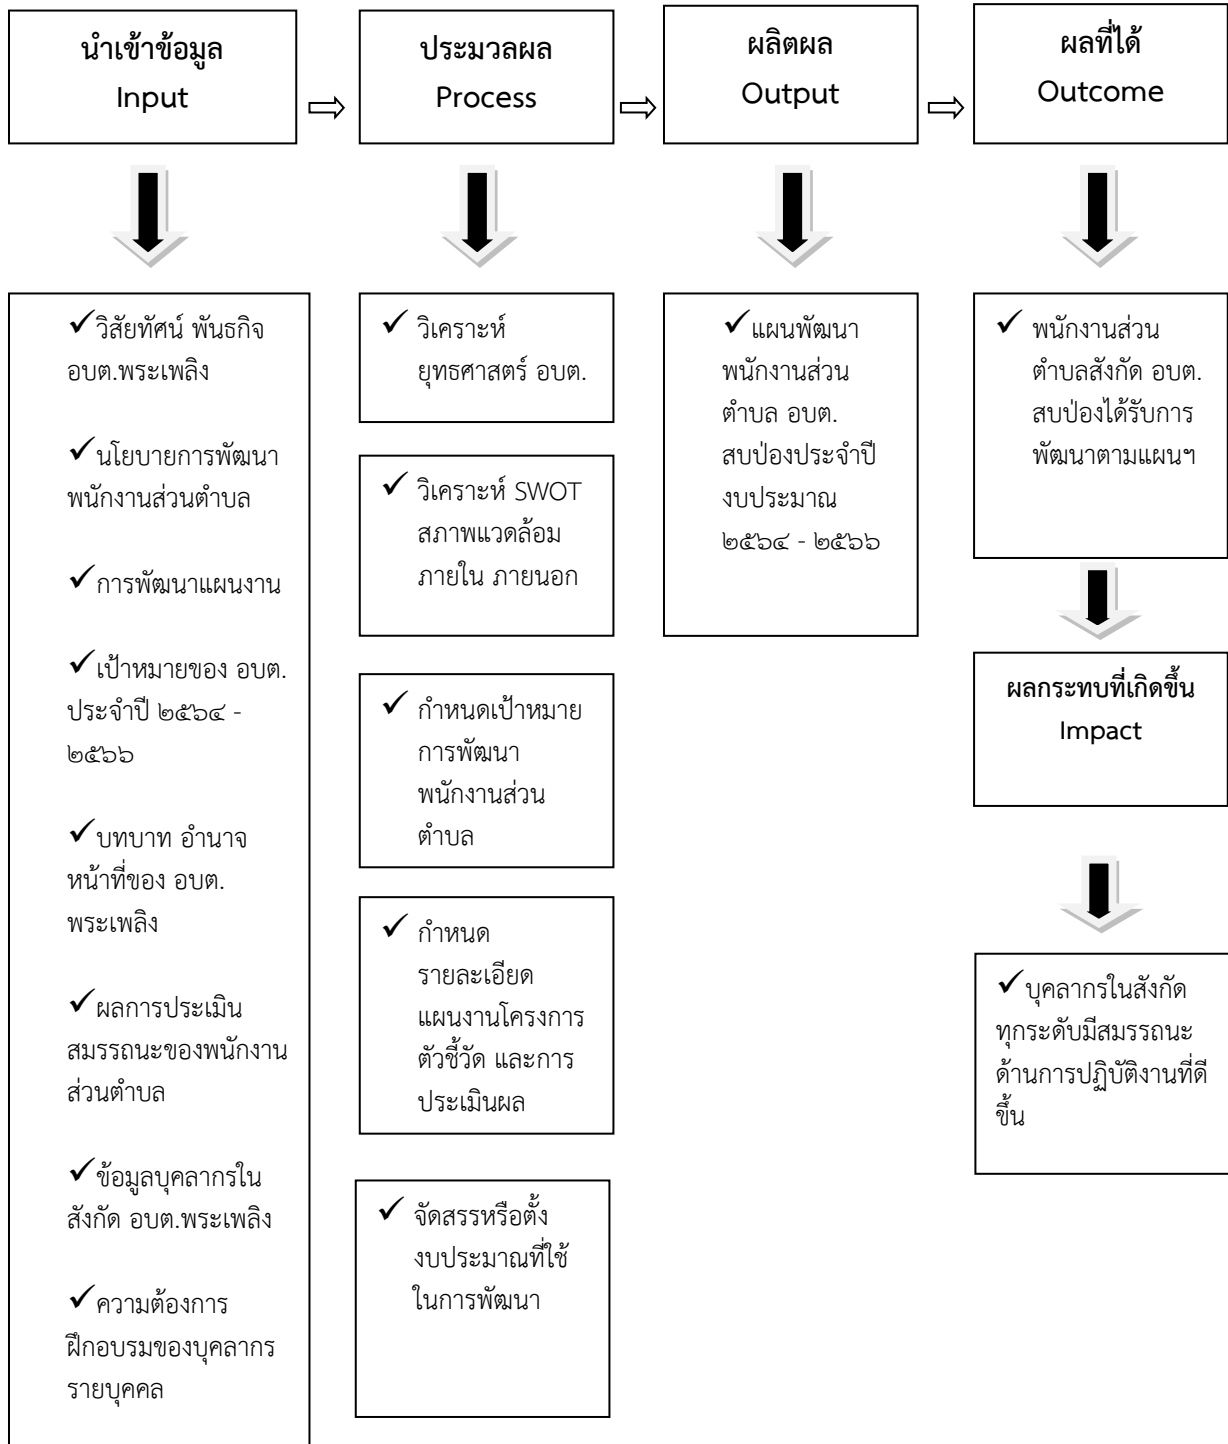 นำเข้าข้อมูล
Input
ประมวลผล
Process
ผลิตผล
Output
ผลที่ได้
Outcome
✓วิสัยทัศน์ พันธกิจ
อบต.พระเพลิง
✓นโยบายการพัฒนา
พนักงานส่วนตำบล
✓การพัฒนาแผนงาน
✓เป้าหมายของ อบต.
ประจำปี ๒๕๖๔ -
๒๕๖๖
✓บทบาท อำนาจ
หน้าที่ของ อบต.
พระเพลิง
✓ผลการประเมิน
สมรรถนะของพนักงาน
ส่วนตำบล
✓ข้อมูลบุคลากรใน
สังกัด อบต.พระเพลิง
✓ความต้องการ
ฝึกอบรมของบุคลากร
รายบุคคล
✓ วิเคราะห์
ยุทธศาสตร์ อบต.
✓ วิเคราะห์ SWOT
สภาพแวดล้อม
ภายใน ภายนอก
✓ กำหนดเป้าหมาย
การพัฒนา
พนักงานส่วน
ตำบล
✓ กำหนด
รายละเอียด
แผนงานโครงการ
ตัวชี้วัด และการ
ประเมินผล
✓ จัดสรรหรือตั้ง
งบประมาณที่ใช้
ในการพัฒนา
✓แผนพัฒนา
พนักงานส่วน
ตำบล อบต.
สบป่องประจำปี
งบประมาณ
๒๕๖๔ - ๒๕๖๖
✓ พนักงานส่วน
ตำบลสังกัด อบต.
สบป่องได้รับการ
พัฒนาตามแผนฯ
ผลกระทบที่เกิดขึ้น
Impact
✓บุคลากรในสังกัด
ทุกระดับมีสมรรถนะ
ด้านการปฏิบัติงานที่ดี
ขึ้น